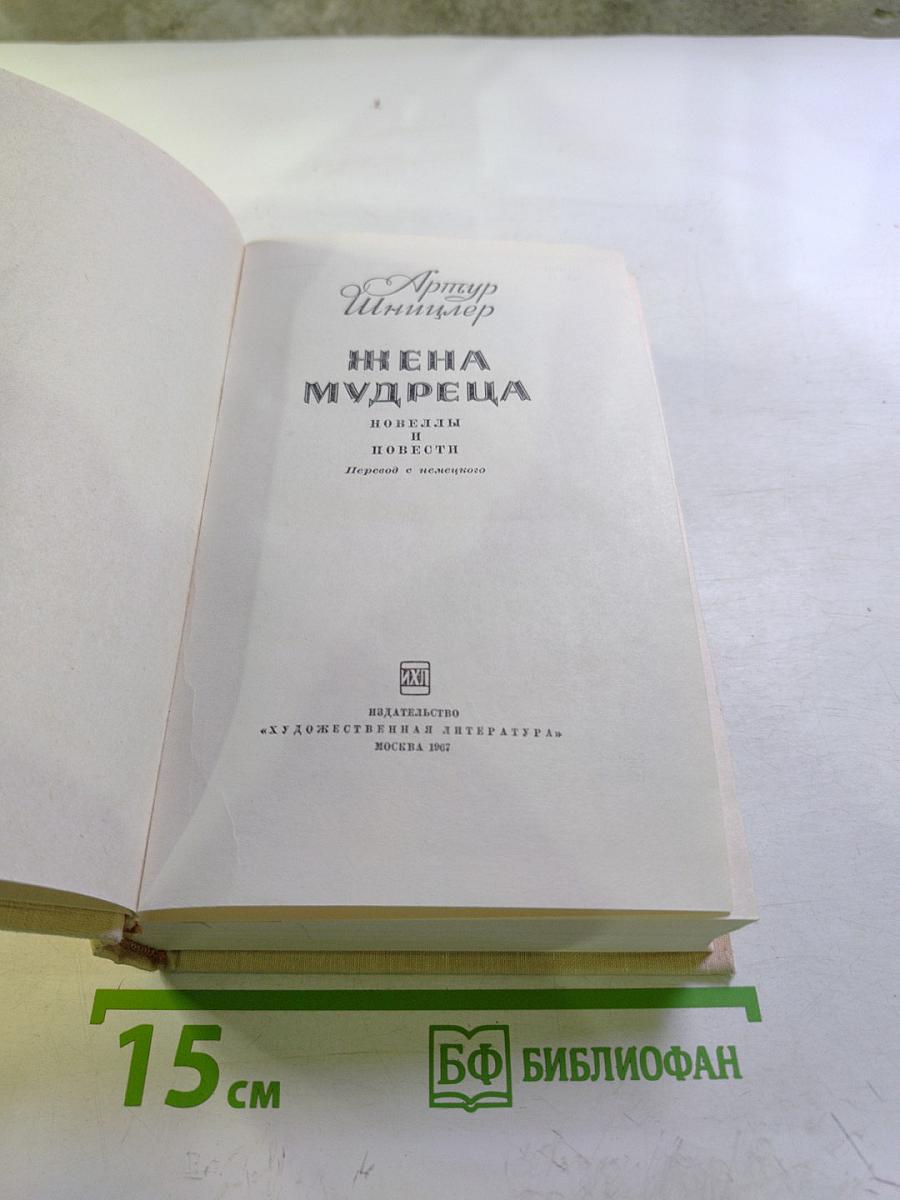 Артур
Шницлер
ЖЕНА
МУДРЕЦА
НОВЕЛЛЫ
И
ПОВЕСТИ
Перевод с немецкого
ИХЛ
ИЗДАТЕЛЬСТВО
«ХУДОЖЕСТВЕННАЯ ЛИТЕРАТУРА»
МОСКВА 1967
15 см
БФ БИБЛИОФАН